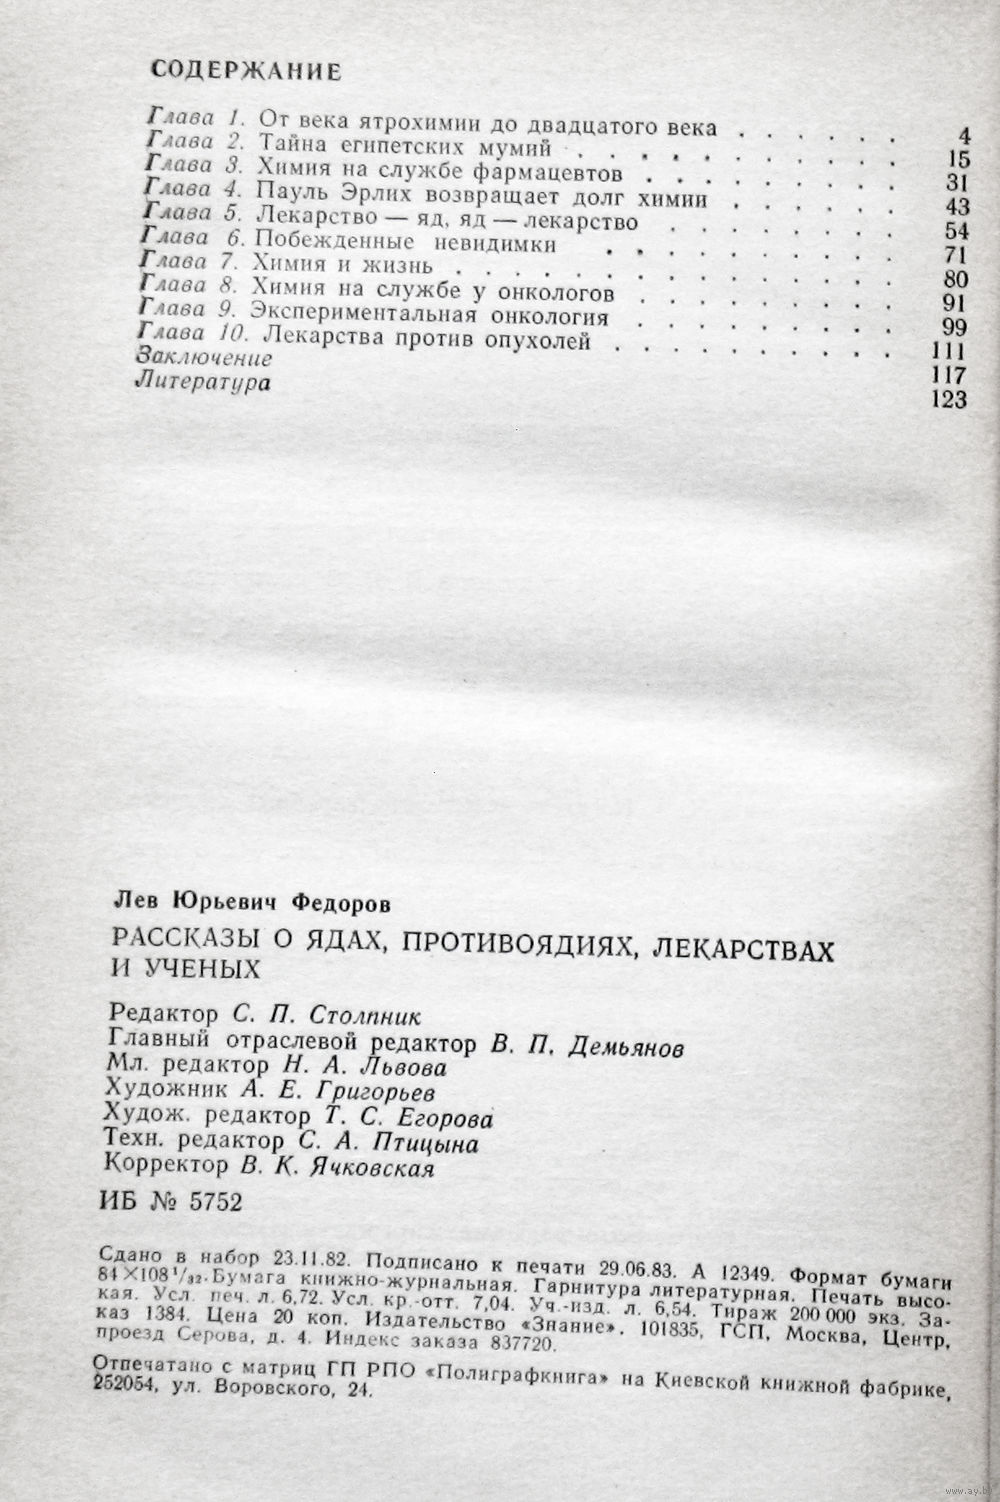 СОДЕРЖАНИЕ
Глава 1. От века ятрохимии до двадцатого века . . . . . . 4
Глава 2. Тайна египетских мумий . . . . . . . . . . . 15
Глава 3. Химия на службе фармацевтов . . . . . . . . . 31
Глава 4. Пауль Эрлих возвращает долг химии . . . . . . 43
Глава 5. Лекарство — яд, яд — лекарство . . . . . . . . 54
Глава 6. Побежденные невидимки . . . . . . . . . . 71
Глава 7. Химия и жизнь . . . . . . . . . . . . . . . 80
Глава 8. Химия на службе у онкологов . . . . . . . . . 91
Глава 9. Экспериментальная онкология . . . . . . . . . 99
Глава 10. Лекарства против опухолей . . . . . . . . . . 111
Заключение 117
Литература 123
Лев Юрьевич Федоров
РАССКАЗЫ О ЯДАХ, ПРОТИВОЯДИЯХ, ЛЕКАРСТВАХ
И УЧЕНЫХ
Редактор С. П. Столпник
Главный отраслевой редактор В. П. Демьянов
Мл. редактор Н. А. Львова
Художник А. Е. Григорьев
Худож. редактор Т. С. Егорова
Техн. редактор С. А. Птицына
Корректор В. К. Ячковская
ИБ № 5752
Сдано в набор 23.11.82. Подписано к печати 29.06.83. А 12349. Формат бумаги
84×108 1/32. Бумага книжно-журнальная. Гарнитура литературная. Печать высо-
кая. Усл. печ. л. 6,72. Усл. кр.-отт. 7,04. Уч.-изд. л. 6,54. Тираж 200 000 экз. За-
каз 1384. Цена 20 коп. Издательство «Знание». 101835, ГСП, Москва, Центр,
проезд Серова, д. 4. Индекс заказа 837720.
Отпечатано с матриц ГП РПО «Полиграфкнига» на Киевской книжной фабрике,
252054, ул. Воровского, 24.
www.ay.by